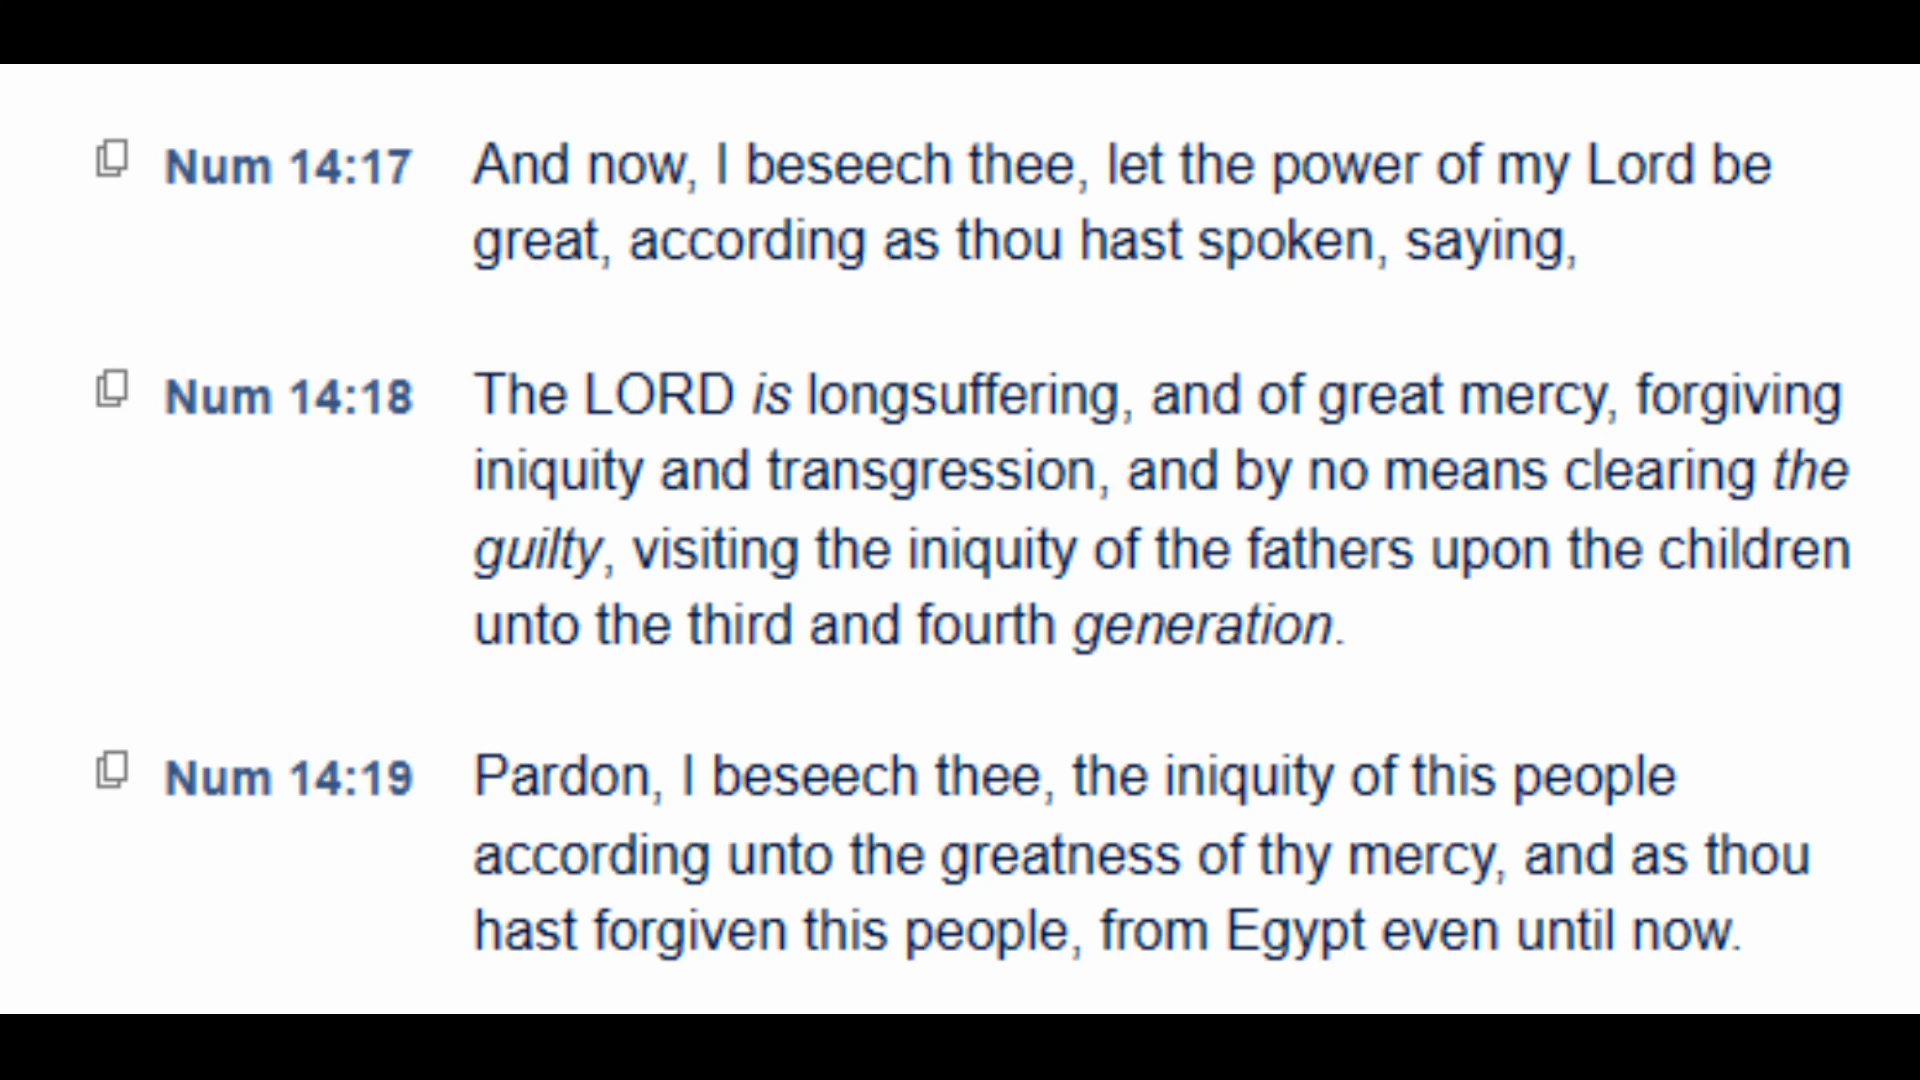 Num 14:17 And now, I beseech thee, let the power of my Lord be
great, according as thou hast spoken, saying,
Num 14:18 The LORD is longsuffering, and of great mercy, forgiving
iniquity and transgression, and by no means clearing the
guilty, visiting the iniquity of the fathers upon the children
unto the third and fourth generation.
Num 14:19 Pardon, I beseech thee, the iniquity of this people
according unto the greatness of thy mercy, and as thou
hast forgiven this people, from Egypt even until now.